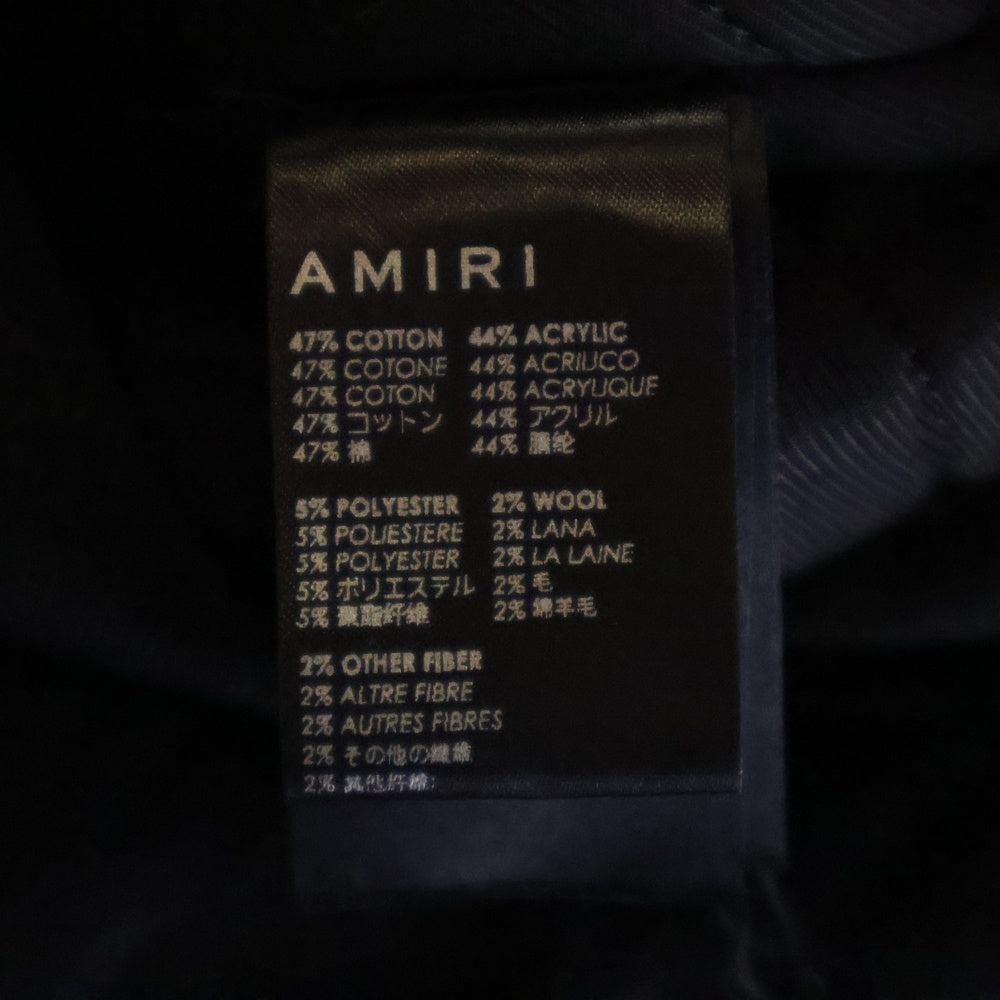 AMIRI
47% COTTON 44% ACRYLIC
47% COTONE 44% ACRILICO
47% COTON 44% ACRYLIQUE
47% コットン 44% アクリル
47% 棉 44% 腈纶
5% POLYESTER 2% WOOL
5% POLIESTERE 2% LANA
5% POLYESTER 2% LA LAINE
5% ポリエステル 2% 毛
5% 聚酯纤维 2% 绵羊毛
2% OTHER FIBER
2% ALTRE FIBRE
2% AUTRES FIBRES
2% その他の繊維
2% 其他纤维